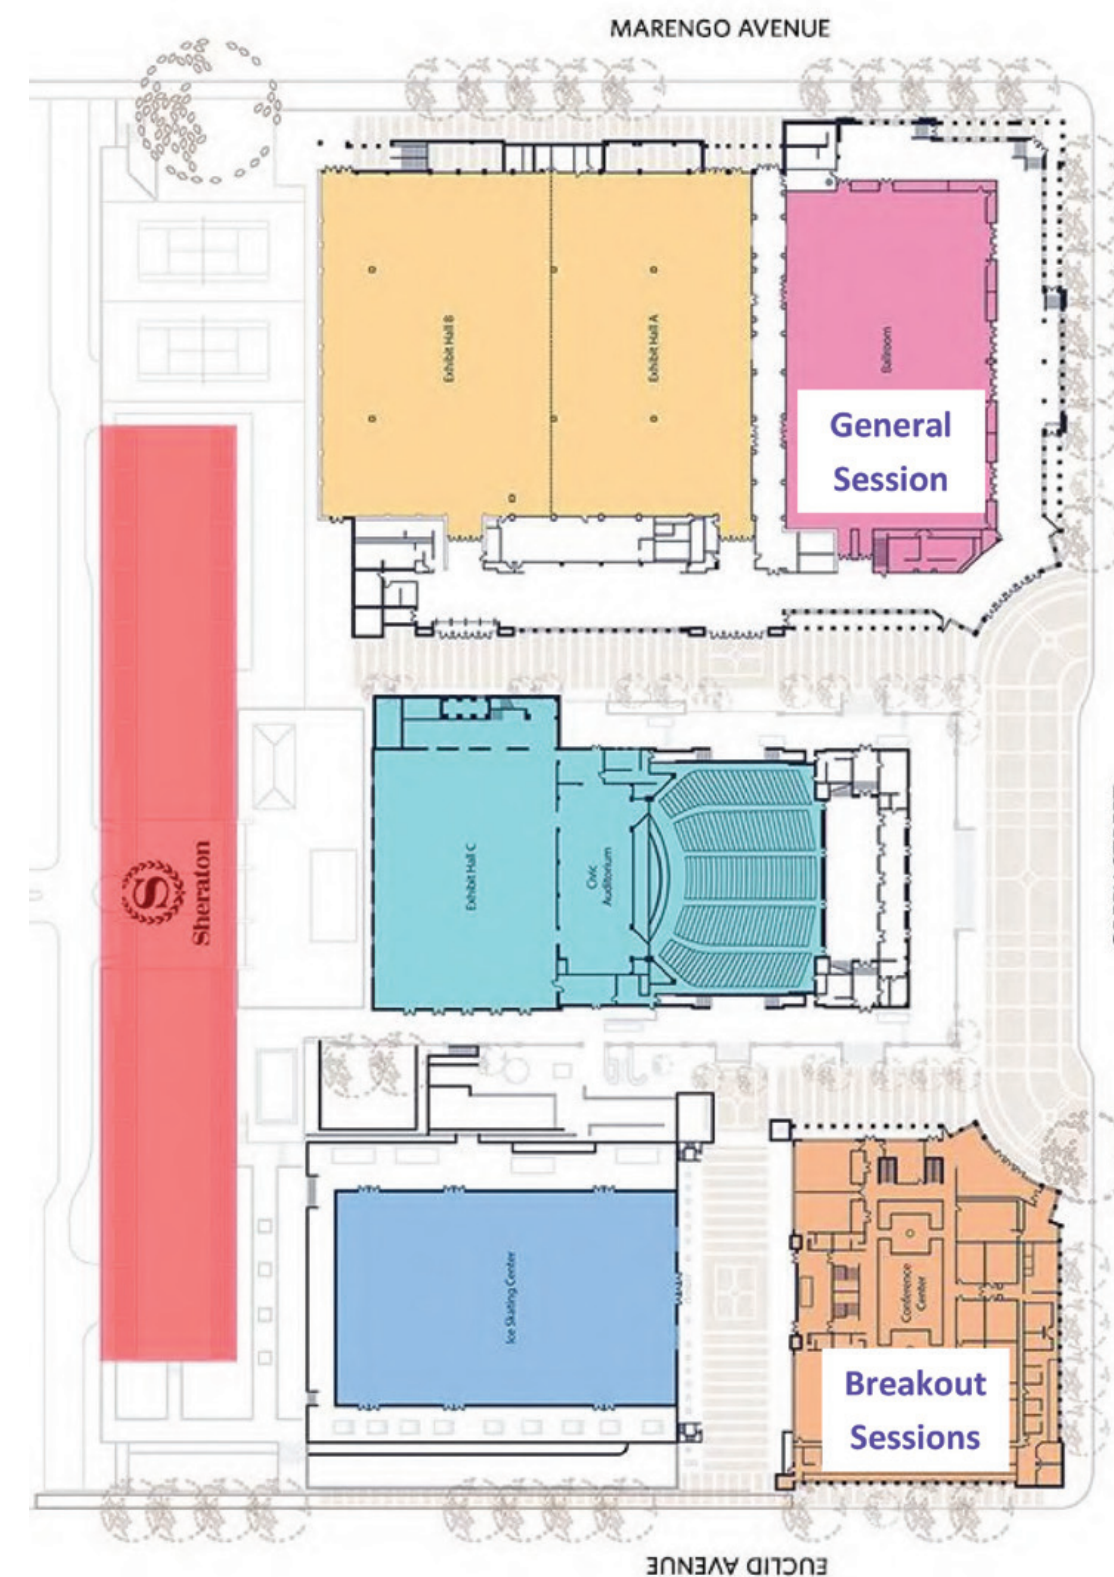 MARENGO AVENUE
Exhibit Hall B
Exhibit Hall A
Ballroom
General
Session
Sheraton
S
Exhibit Hall C
Civic
Auditorium
Ice Skating Center
Conference
Center
Breakout
Sessions
EUCLID AVENUE